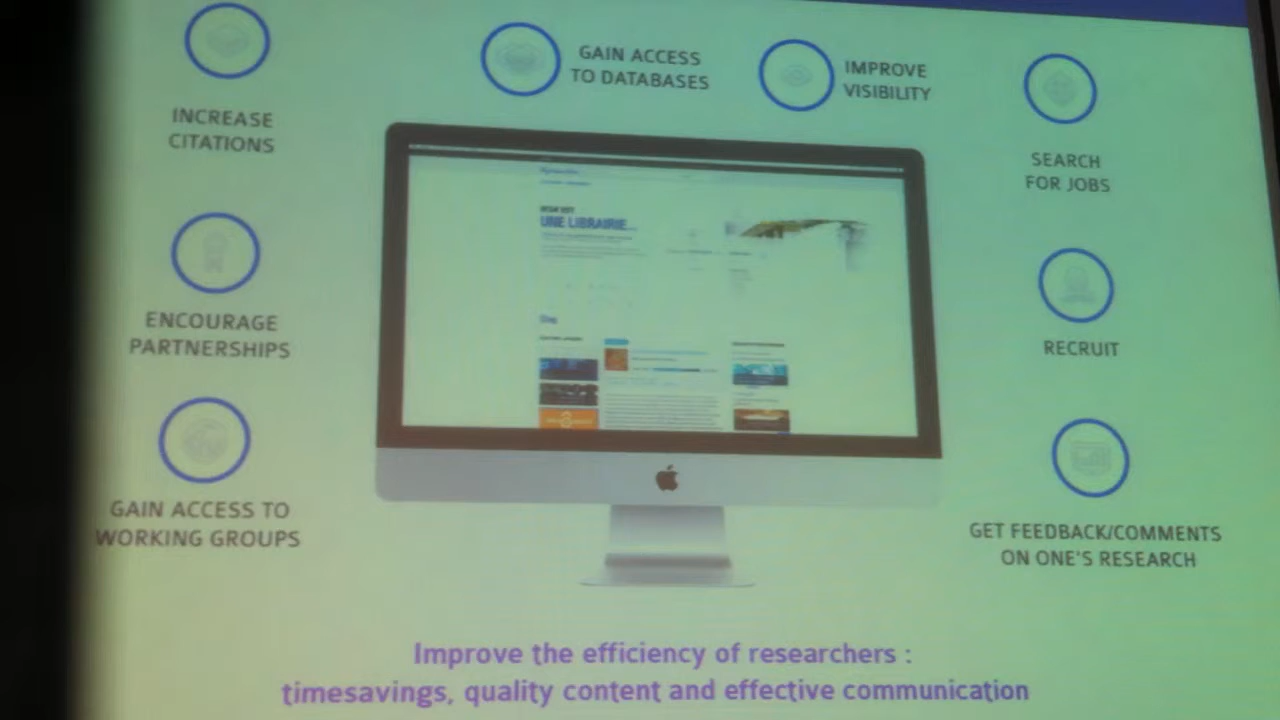 GAIN ACCESS
TO DATABASES
IMPROVE
VISIBILITY
INCREASE
CITATIONS
SEARCH
FOR JOBS
UNE LIBRAIRIE...
ENCOURAGE
PARTNERSHIPS
RECRUIT
GAIN ACCESS TO
WORKING GROUPS
GET FEEDBACK/COMMENTS
ON ONE'S RESEARCH
Improve the efficiency of researchers :
timesavings, quality content and effective communication